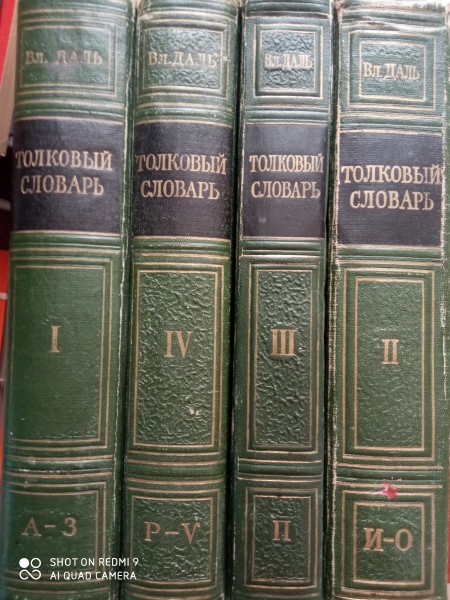 Вл. ДАЛЬ
ТОЛКОВЫЙ
СЛОВАРЬ
I
А-З
Вл. ДАЛЬ
ТОЛКОВЫЙ
СЛОВАРЬ
IV
Р-Ѵ
Вл. ДАЛЬ
ТОЛКОВЫЙ
СЛОВАРЬ
III
П
Вл. ДАЛЬ
ТОЛКОВЫЙ
СЛОВАРЬ
II
И-О
SHOT ON REDMI 9
AI QUAD CAMERA